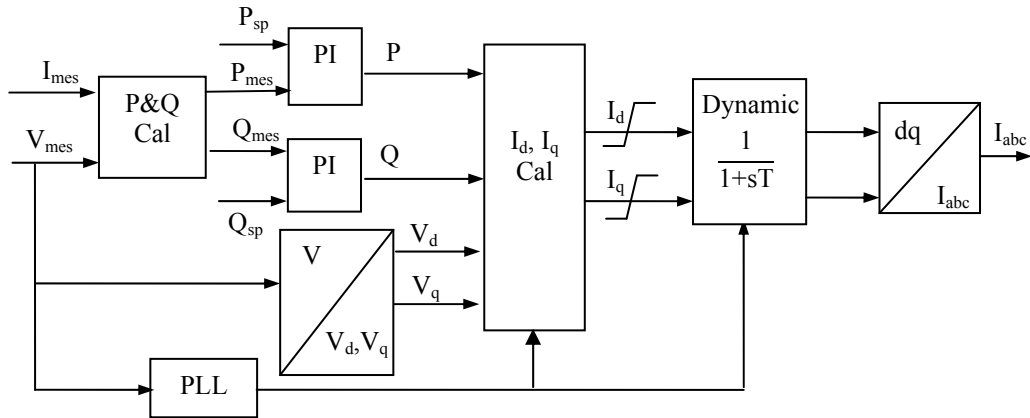 P_sp
I_mes
P_mes
PI
P
P&Q
Cal
V_mes
Q_mes
PI
Q
Q_sp
V
V_d,V_q
V_d
V_q
PLL
I_d, I_q
Cal
I_d
I_q
Dynamic
1
1+sT
dq
I_abc
I_abc